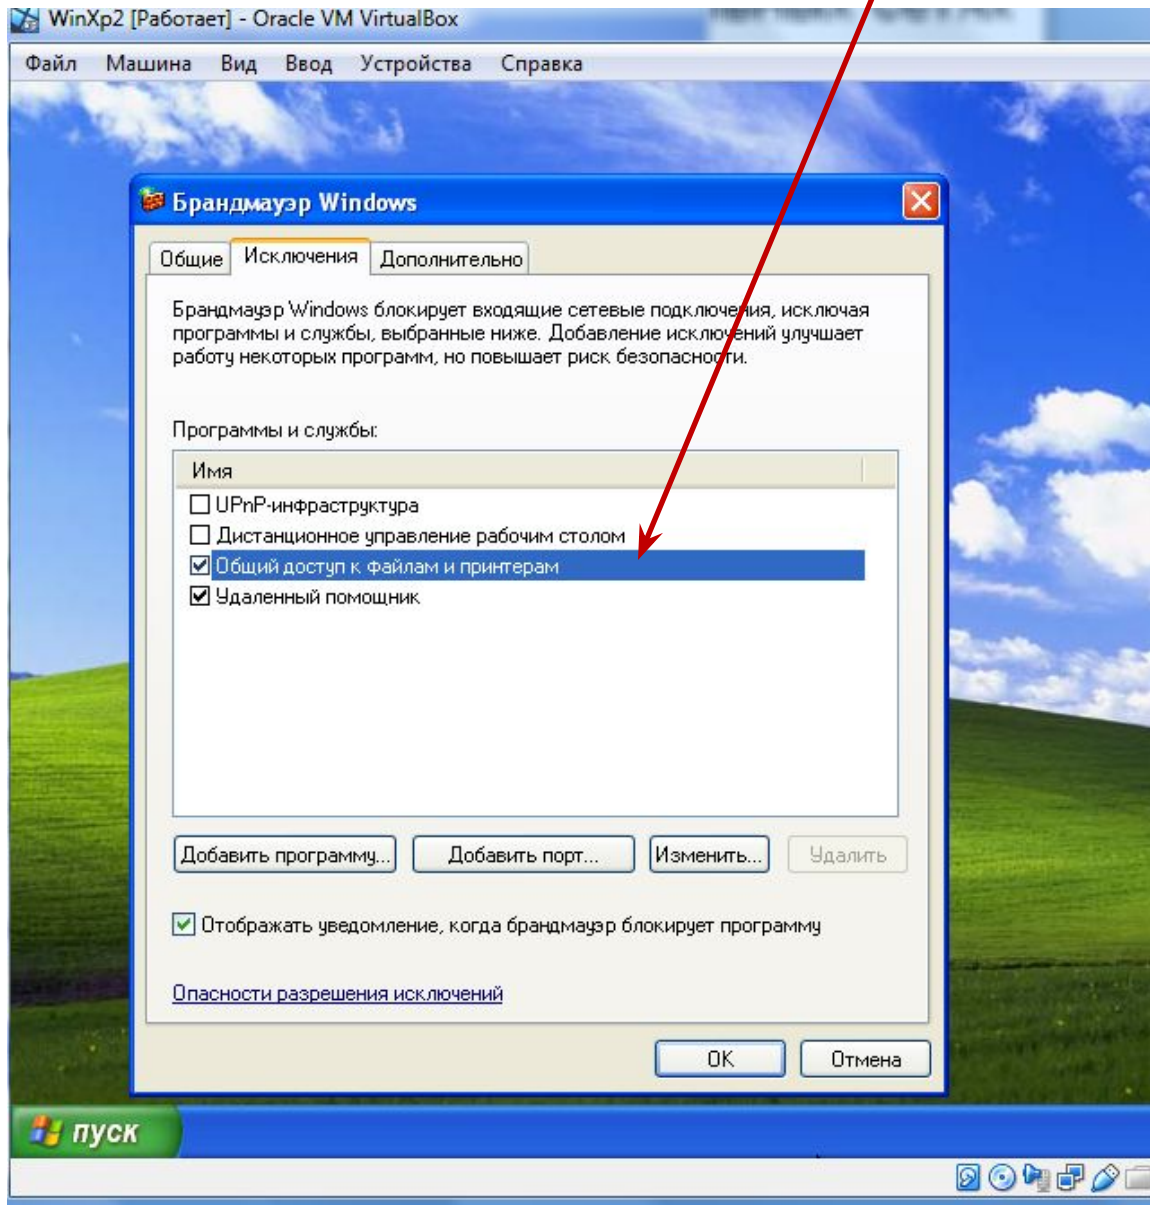 WinXp2 [Работает] - Oracle VM VirtualBox
Файл Машина Вид Ввод Устройства Справка
Брандмауэр Windows
Общие Исключения Дополнительно
Брандмауэр Windows блокирует входящие сетевые подключения, исключая
программы и службы, выбранные ниже. Добавление исключений улучшает
работу некоторых программ, но повышает риск безопасности.
Программы и службы:
Имя
UPnP-инфраструктура
Дистанционное управление рабочим столом
Общий доступ к файлам и принтерам
Удаленный помощник
Добавить программу... Добавить порт... Изменить... Удалить
Отображать уведомление, когда брандмауэр блокирует программу
Опасности разрешения исключений
ОК Отмена
пуск